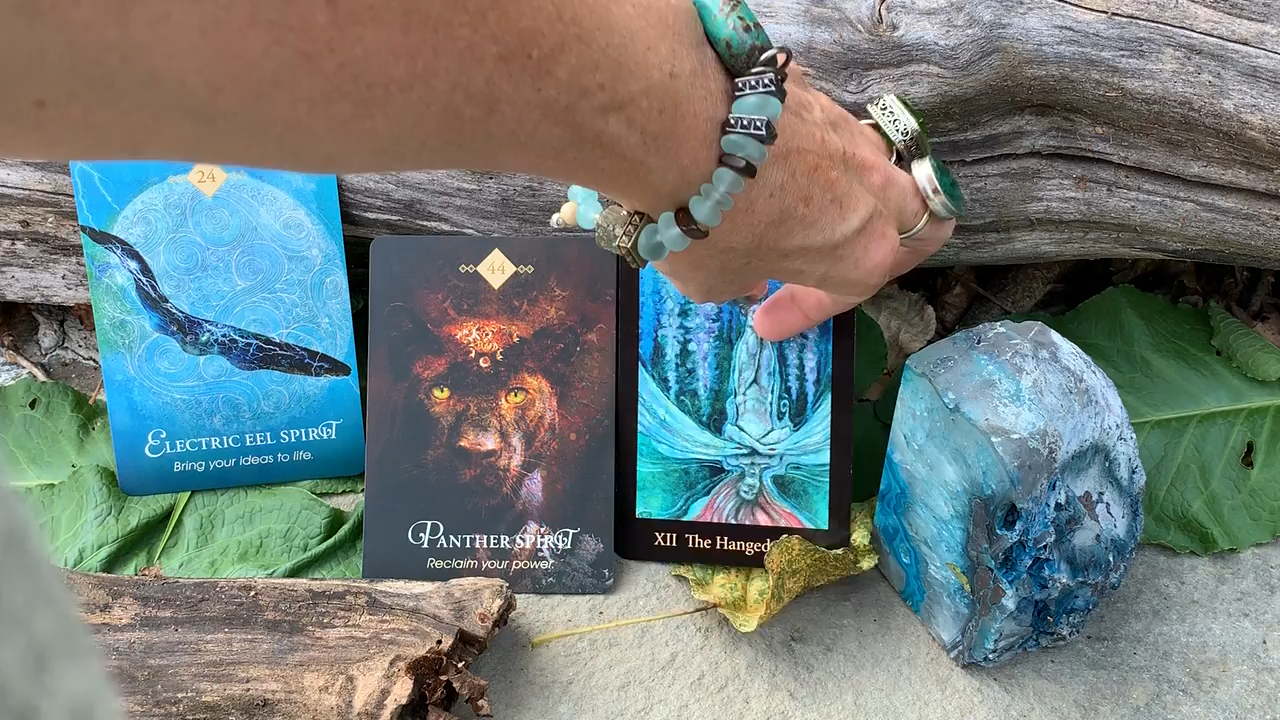 24
ELECTRIC EEL SPIRIT
Bring your ideas to life.
44
PANTHER SPIRIT
Reclaim your power
XII The Hanged